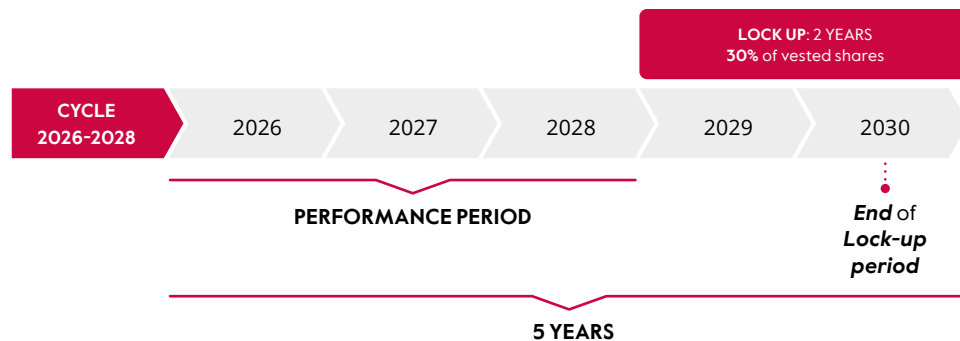 LOCK UP: 2 YEARS
30% of vested shares
CYCLE
2026-2028
2026
2027
2028
2029
2030
PERFORMANCE PERIOD
End of
Lock-up
period
5 YEARS